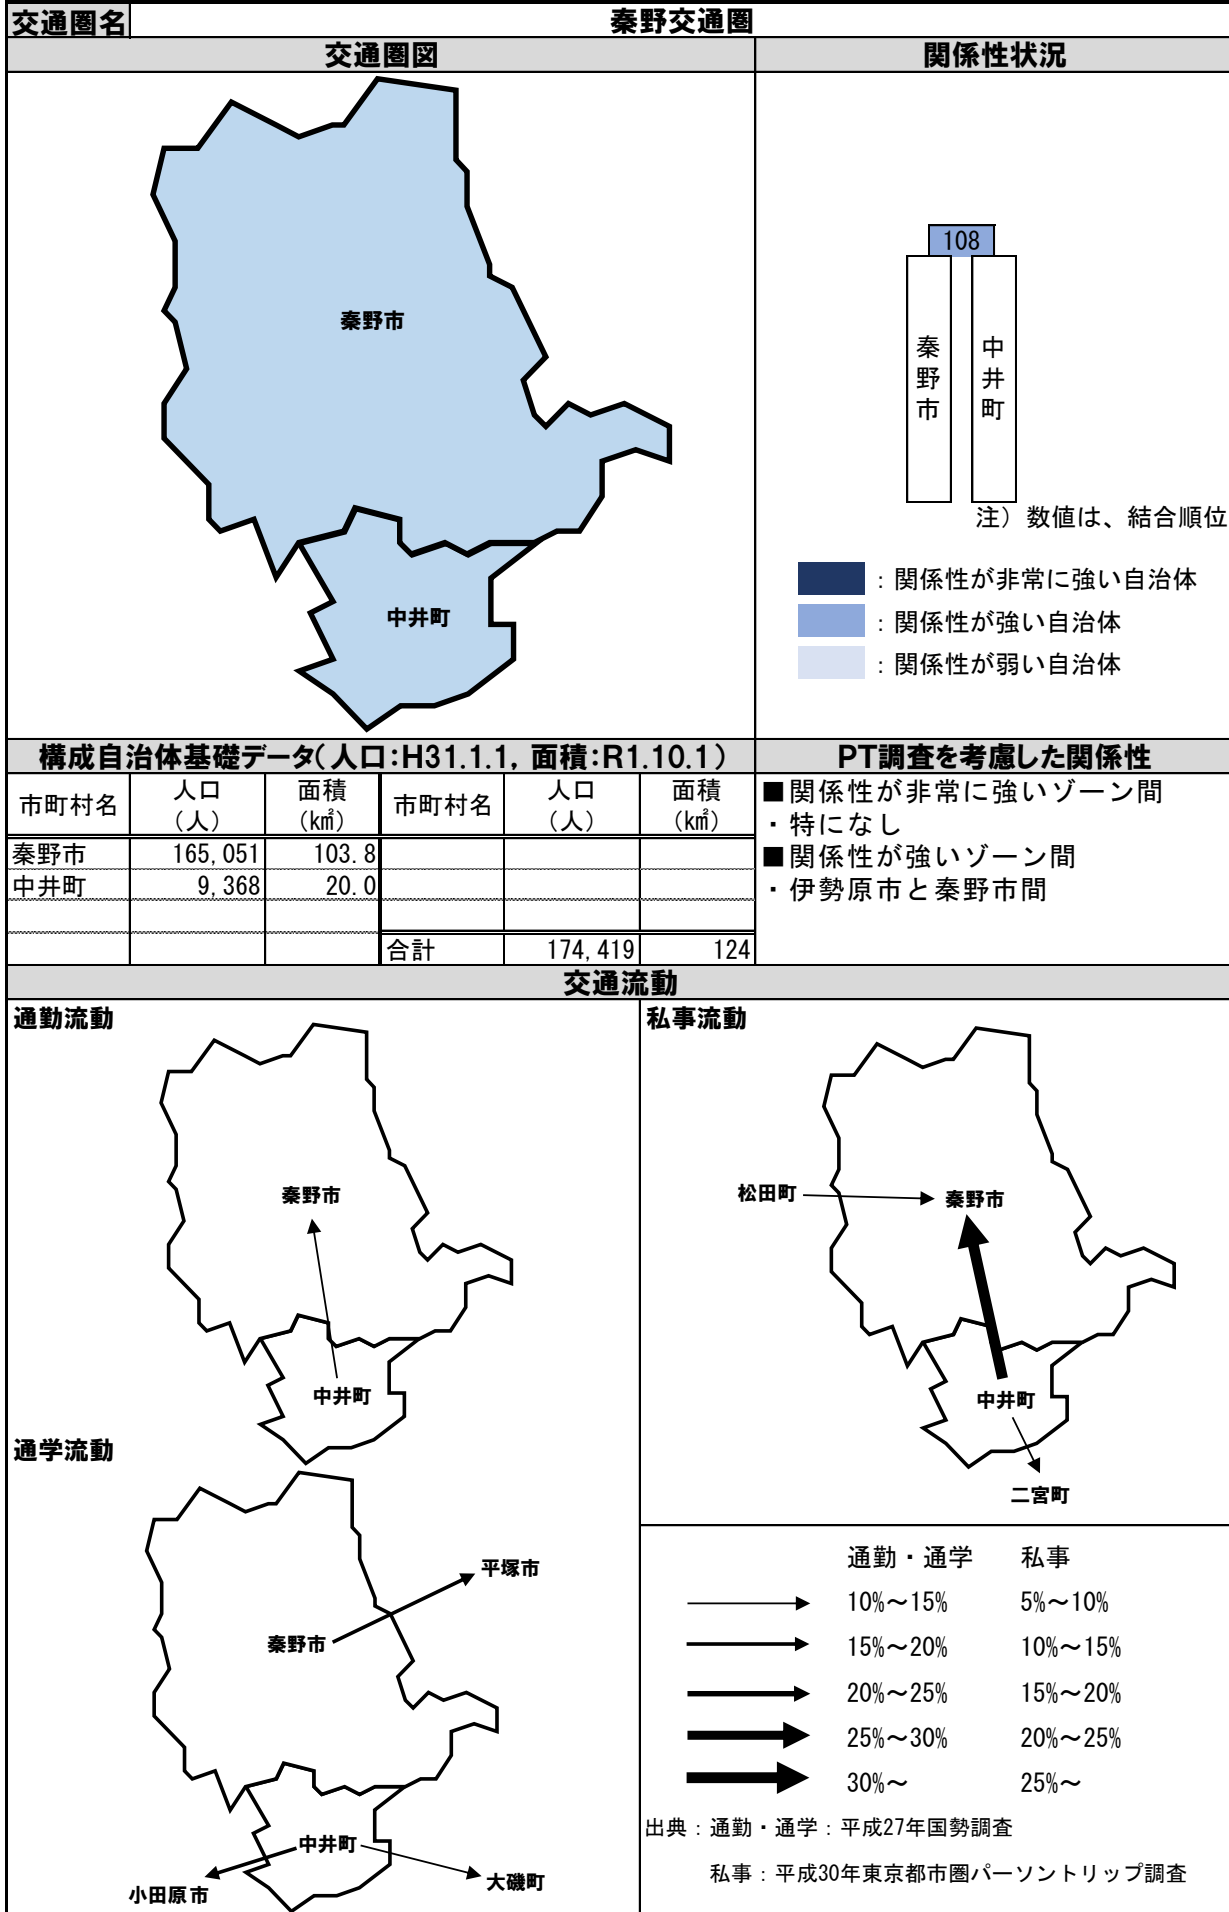 交通圏名
秦野交通圏
交通圏図
関係性状況
秦野市
中井町
108
秦野市
中井町
注）数値は、結合順位
：関係性が非常に強い自治体
：関係性が強い自治体
：関係性が弱い自治体
構成自治体基礎データ(人口:H31.1.1, 面積:R1.10.1)
PT調査を考慮した関係性
市町村名 人口（人） 面積（㎢） 市町村名 人口（人） 面積（㎢）
秦野市 165,051 103.8
中井町 9,368 20.0
合計 174,419 124
■関係性が非常に強いゾーン間
・特になし
■関係性が強いゾーン間
・伊勢原市と秦野市間
交通流動
通勤流動
秦野市
中井町
通学流動
平塚市
秦野市
中井町
小田原市
大磯町
私事流動
松田町
秦野市
中井町
二宮町
通勤・通学 私事
10%～15% 5%～10%
15%～20% 10%～15%
20%～25% 15%～20%
25%～30% 20%～25%
30%～ 25%～
出典：通勤・通学：平成27年国勢調査
私事：平成30年東京都市圏パーソントリップ調査